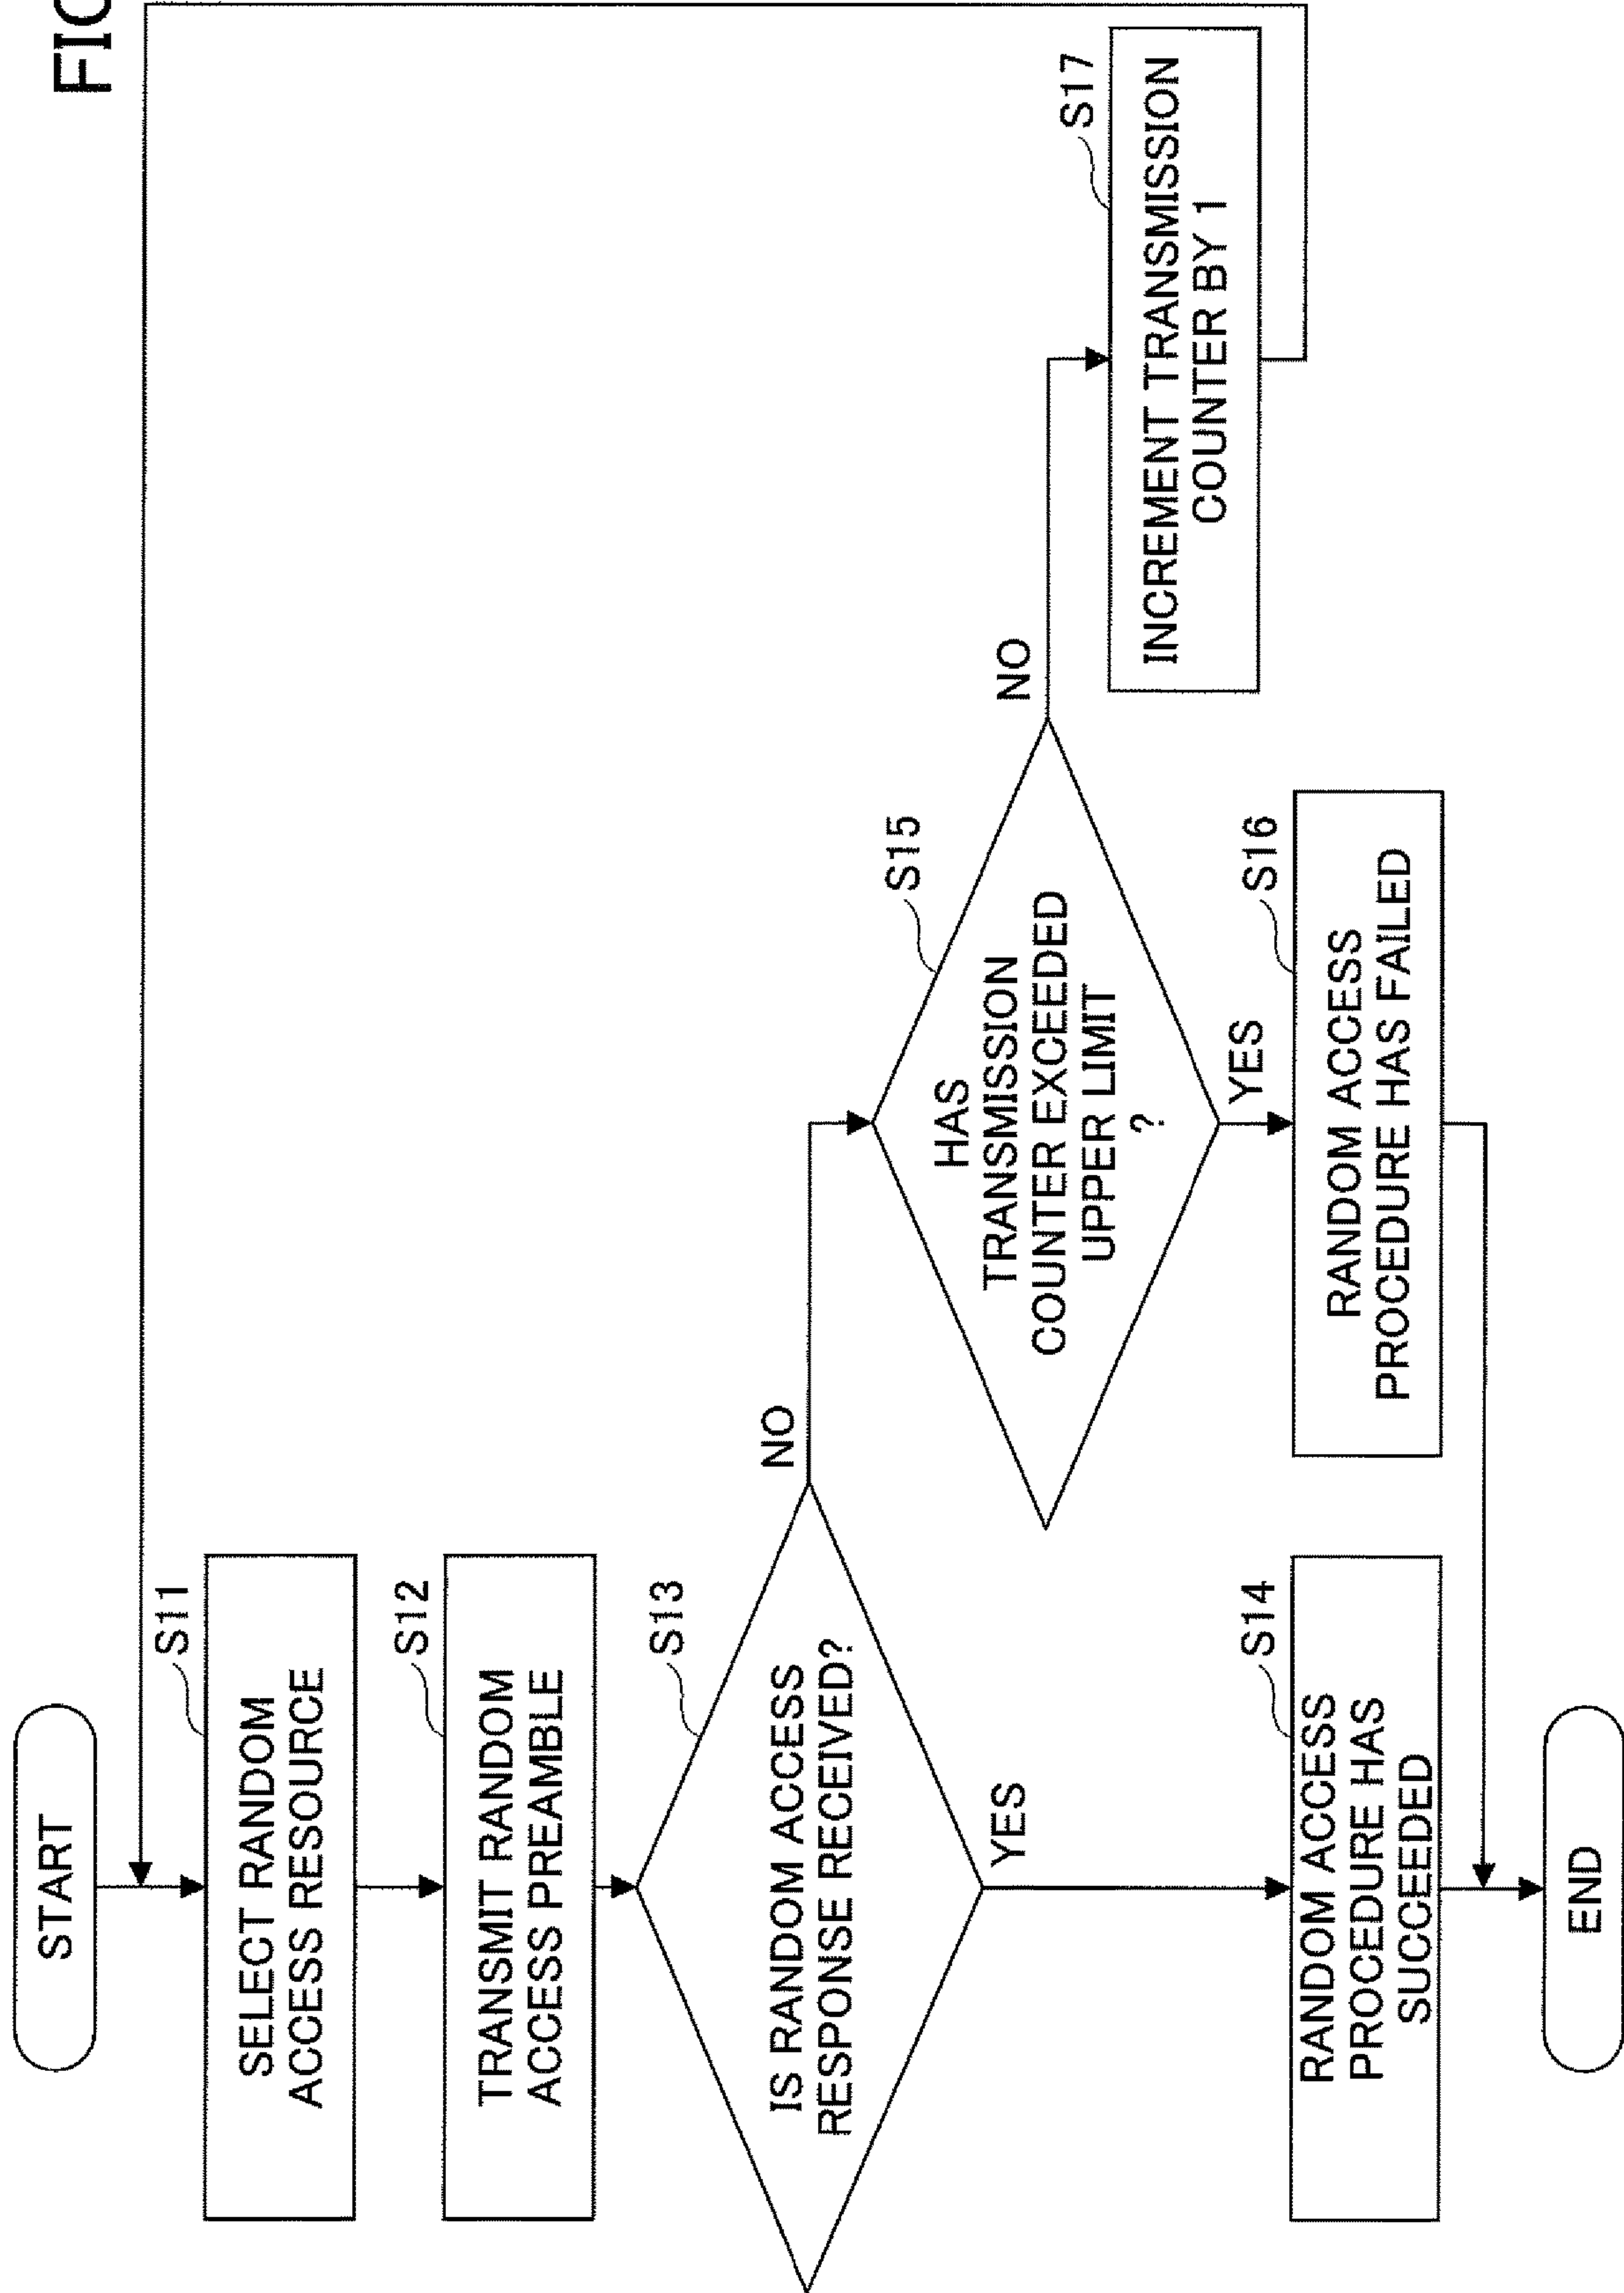 FIG
START
S11
SELECT RANDOM
ACCESS RESOURCE
S12
TRANSMIT RANDOM
ACCESS PREAMBLE
S13
IS RANDOM ACCESS
RESPONSE RECEIVED?
NO
YES
S15
HAS
TRANSMISSION
COUNTER EXCEEDED
UPPER LIMIT
?
NO
YES
S17
INCREMENT TRANSMISSION
COUNTER BY 1
S14
RANDOM ACCESS
PROCEDURE HAS
SUCCEEDED
S16
RANDOM ACCESS
PROCEDURE HAS FAILED
END